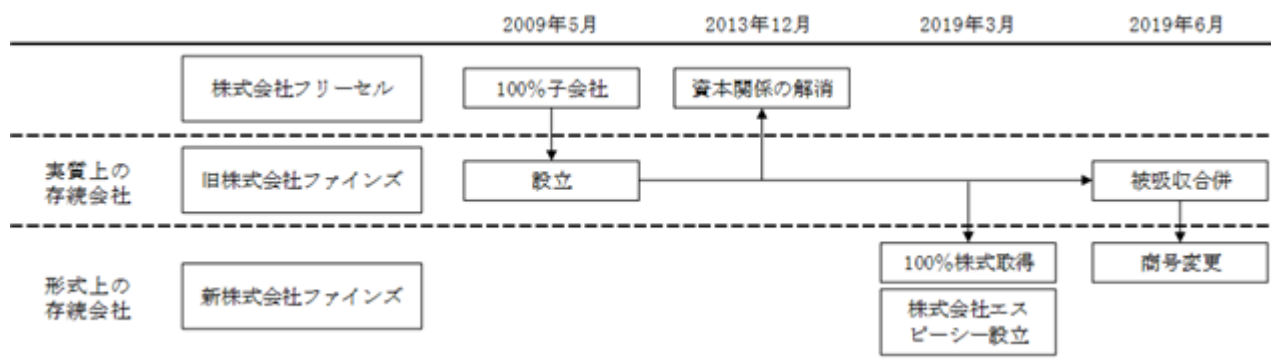 2009年5月 2013年12月 2019年3月 2019年6月
株式会社フリーセル 100%子会社 資本関係の解消
実質上の
存続会社
旧株式会社ファインズ 設立 被吸収合併
形式上の
存続会社
新株式会社ファインズ
100%株式取得 商号変更
株式会社エス
ピーシー設立